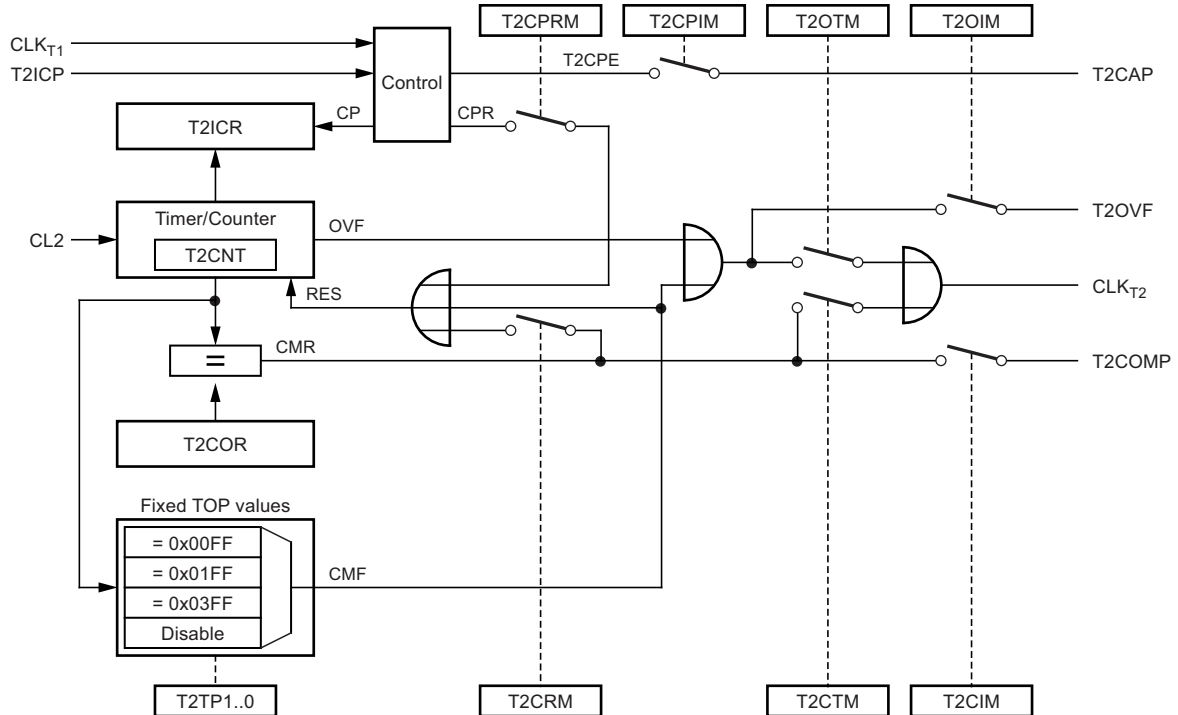 T2CPRM
T2CPIM
T2OTM
T2OIM
CLKT1
T2ICP
Control
T2CPE
T2CAP
CP
CPR
T2ICR
Timer/Counter
OVF
T2OVF
CL2
T2CNT
RES
CLKT2
=
CMR
T2COMP
T2COR
Fixed TOP values
= 0x00FF
= 0x01FF
= 0x03FF
Disable
CMF
T2TP1..0
T2CRM
T2CTM
T2CIM